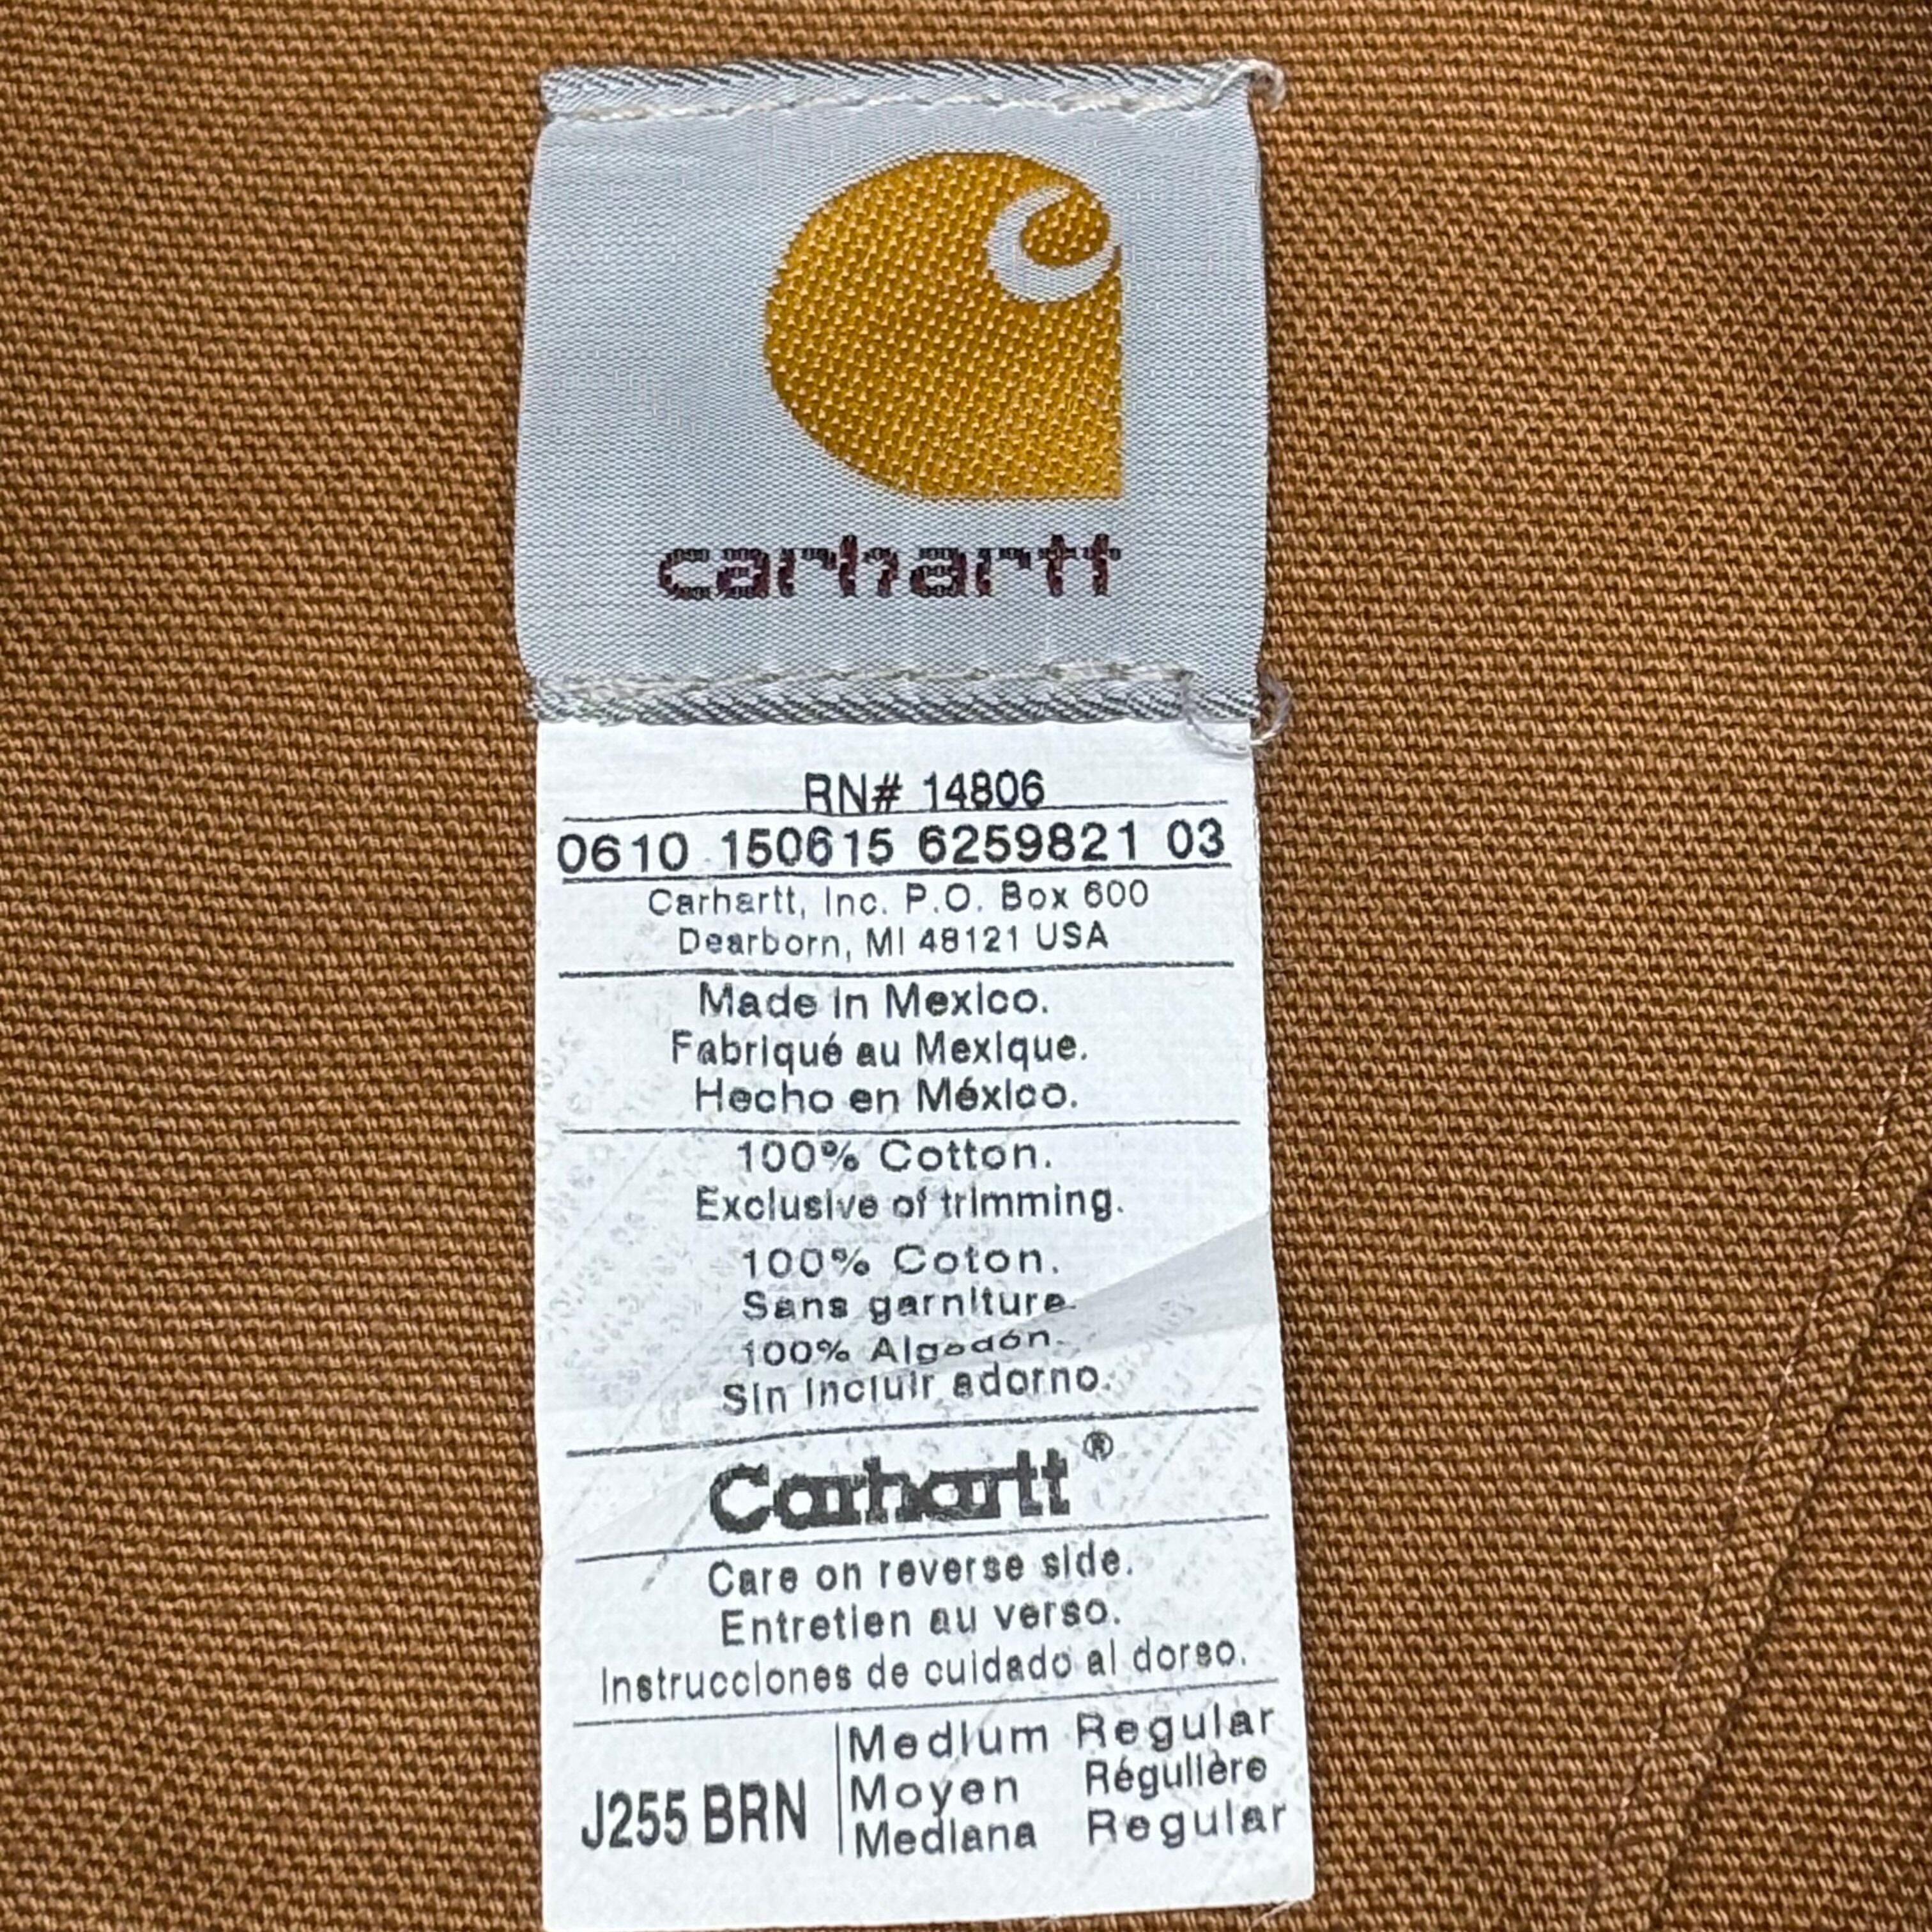 carhartt
RN# 14806
0610 150615 6259821 03
Carhartt, Inc. P.O. Box 600
Dearborn, MI 48121 USA
Made in Mexico.
Fabriqué au Mexique.
Hecho en México.
100% Cotton.
Exclusive of trimming.
100% Coton.
Sans garniture.
100% Algodón.
Sin incluir adorno.
Carhartt®
Care on reverse side.
Entretien au verso.
Instrucciones de cuidado al dorso.
J255 BRN
Medium Regular
Moyen Régulière
Mediana Regular